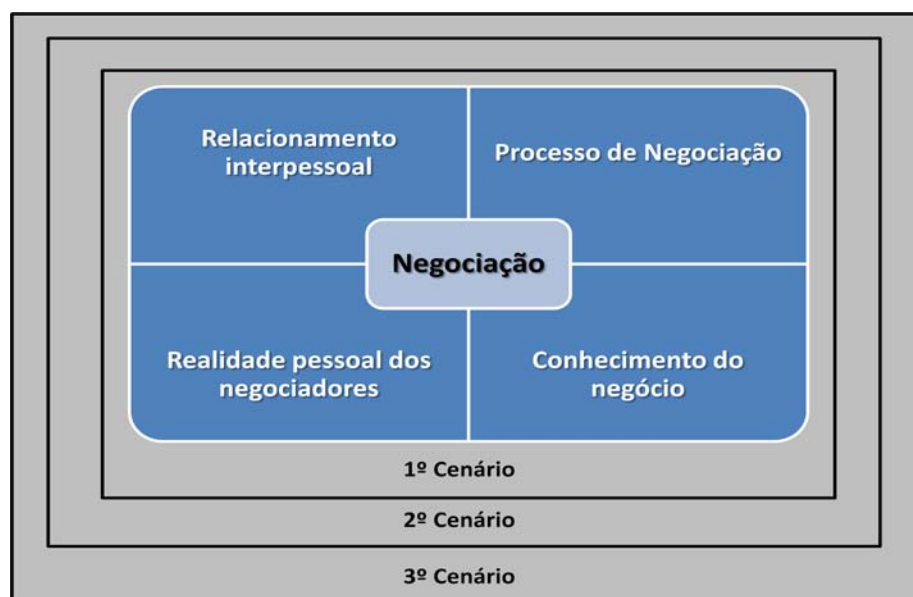 Relacionamento
interpessoal
Processo de Negociação
Negociação
Realidade pessoal dos
negociadores
Conhecimento do
negócio
1º Cenário
2º Cenário
3º Cenário